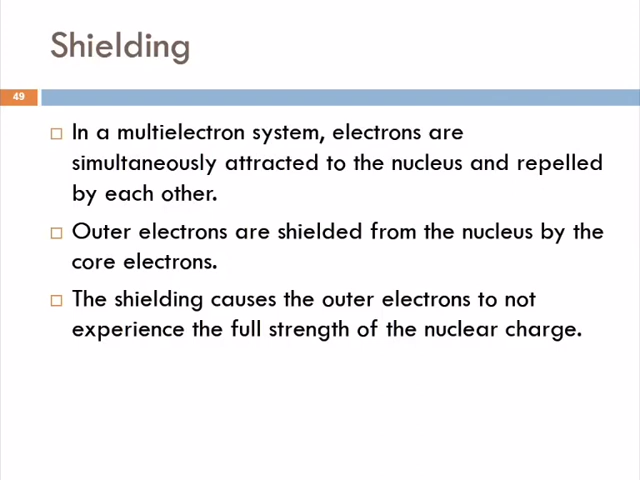 Shielding
49
In a multielectron system, electrons are
simultaneously attracted to the nucleus and repelled
by each other.
Outer electrons are shielded from the nucleus by the
core electrons.
The shielding causes the outer electrons to not
experience the full strength of the nuclear charge.